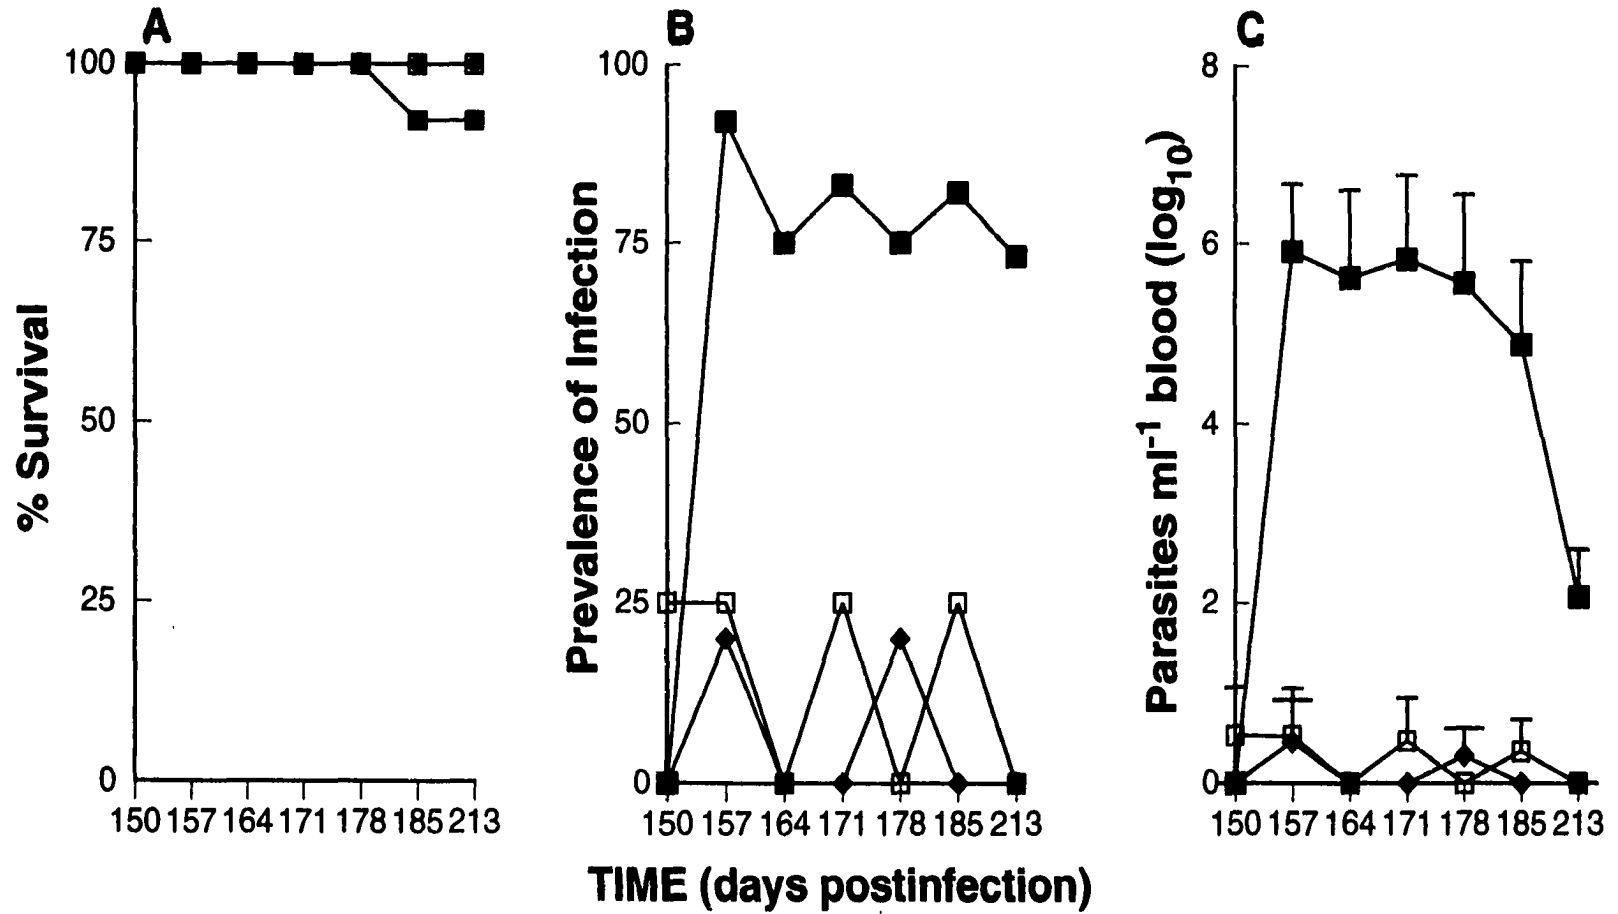 A
100
75
50
25
0
% Survival
150 157 164 171 178 185 213
B
100
75
50
25
0
Prevalence of Infection
150 157 164 171 178 185 213
C
8
6
4
2
0
Parasites ml⁻¹ blood (log₁₀)
150 157 164 171 178 185 213
TIME (days postinfection)